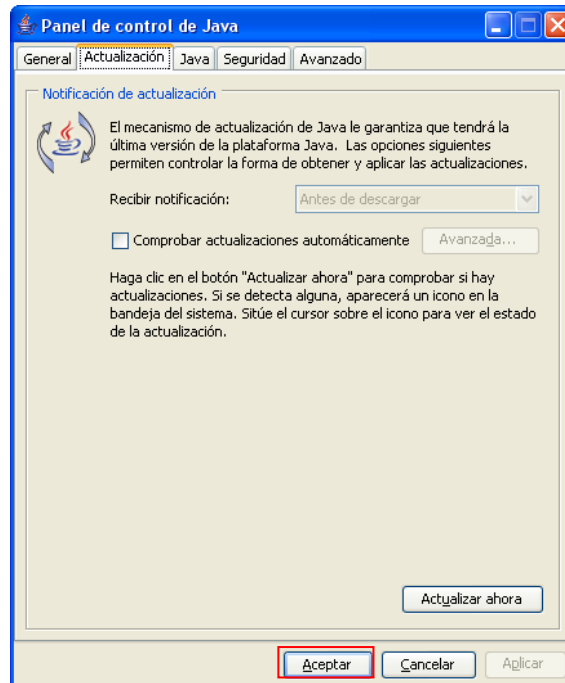 Panel de control de Java
General Actualización Java Seguridad Avanzado
Notificación de actualización
El mecanismo de actualización de Java le garantiza que tendrá la
última versión de la plataforma Java. Las opciones siguientes
permiten controlar la forma de obtener y aplicar las actualizaciones.
Recibir notificación: Antes de descargar
Comprobar actualizaciones automáticamente Avanzada...
Haga clic en el botón "Actualizar ahora" para comprobar si hay
actualizaciones. Si se detecta alguna, aparecerá un icono en la
bandeja del sistema. Sitúe el cursor sobre el icono para ver el estado
de la actualización.
Actualizar ahora
Aceptar Cancelar Aplicar